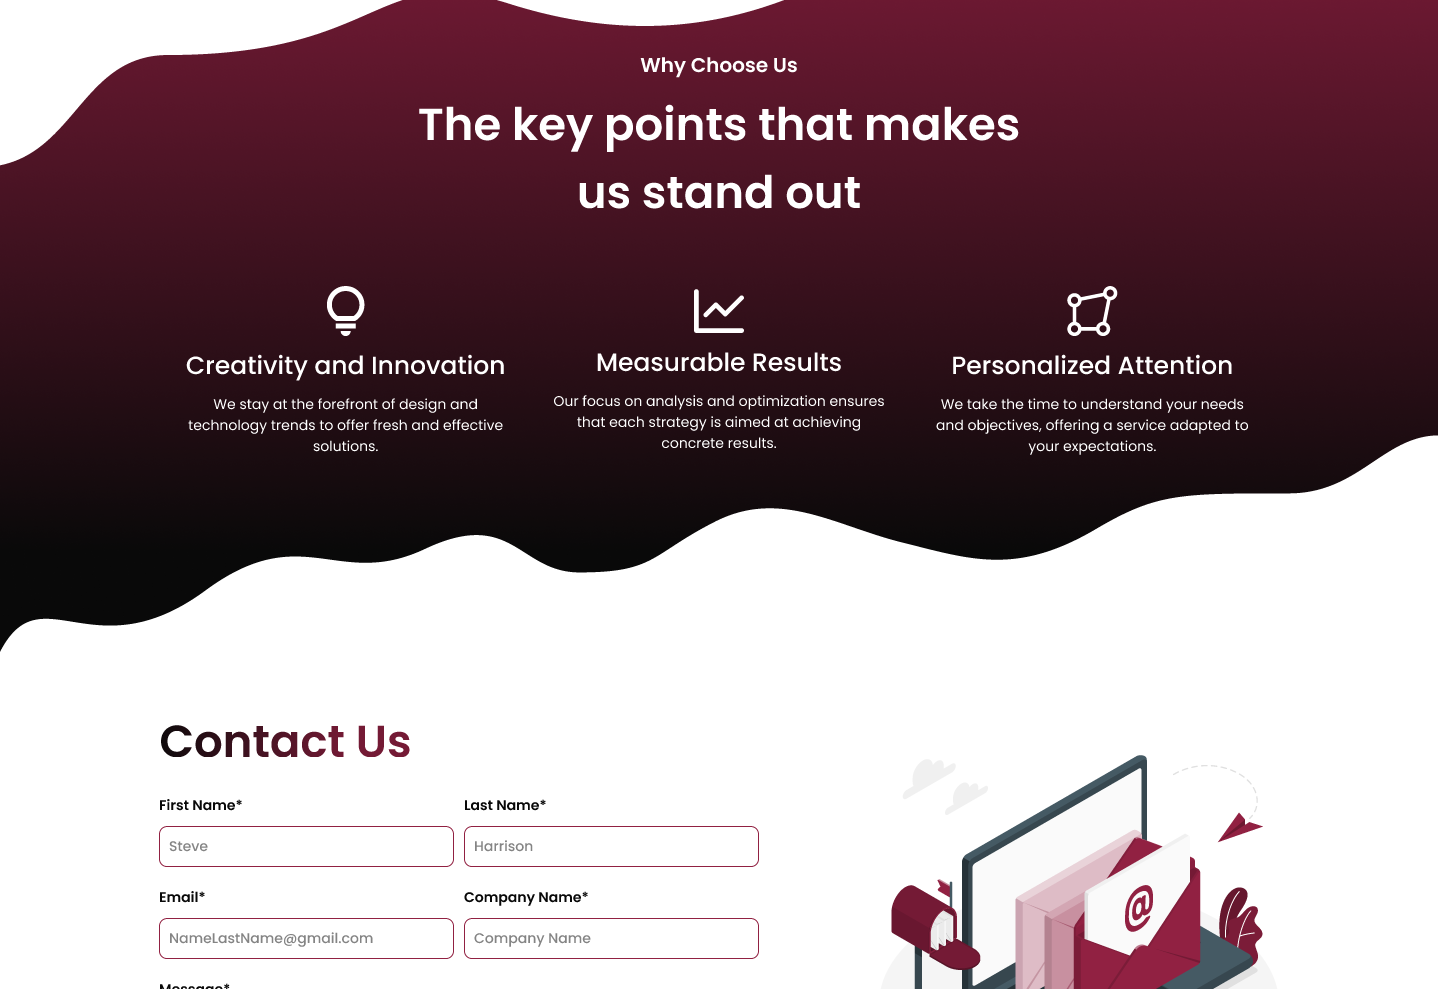 Why Choose Us
The key points that makes
us stand out
Creativity and Innovation
We stay at the forefront of design and
technology trends to offer fresh and effective
solutions.
Measurable Results
Our focus on analysis and optimization ensures
that each strategy is aimed at achieving
concrete results.
Personalized Attention
We take the time to understand your needs
and objectives, offering a service adapted to
your expectations.
Contact Us
First Name*
Last Name*
Steve
Harrison
Email*
Company Name*
NameLastName@gmail.com
Company Name
Message*
@